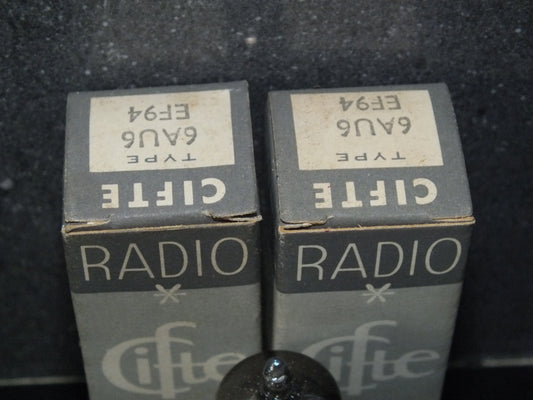 CIFTE
TYPE
6AU6
EF94
RADIO
Cifte
CIFTE
TYPE
6AU6
EF94
RADIO
Cifte